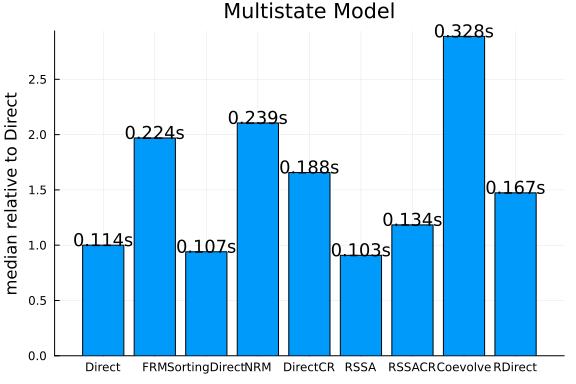 Multistate Model
median relative to Direct
2.5
2.0
1.5
1.0
0.5
0.0
0.114s
0.224s
0.107s
0.239s
0.188s
0.103s
0.134s
0.328s
0.167s
Direct FRM SortingDirect NRM DirectCR RSSA RSSACR Coevolve RDirect